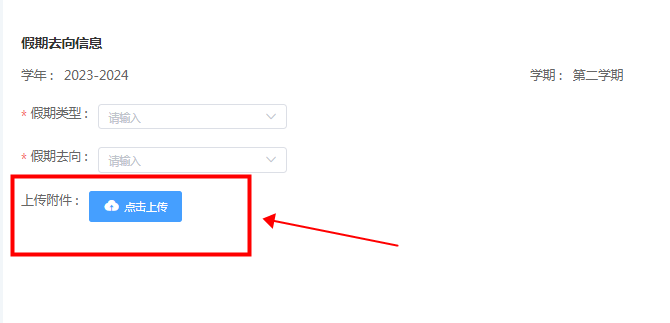 假期去向信息
学年： 2023-2024 学期： 第二学期
* 假期类型： 请输入
* 假期去向： 请输入
上传附件： 点击上传